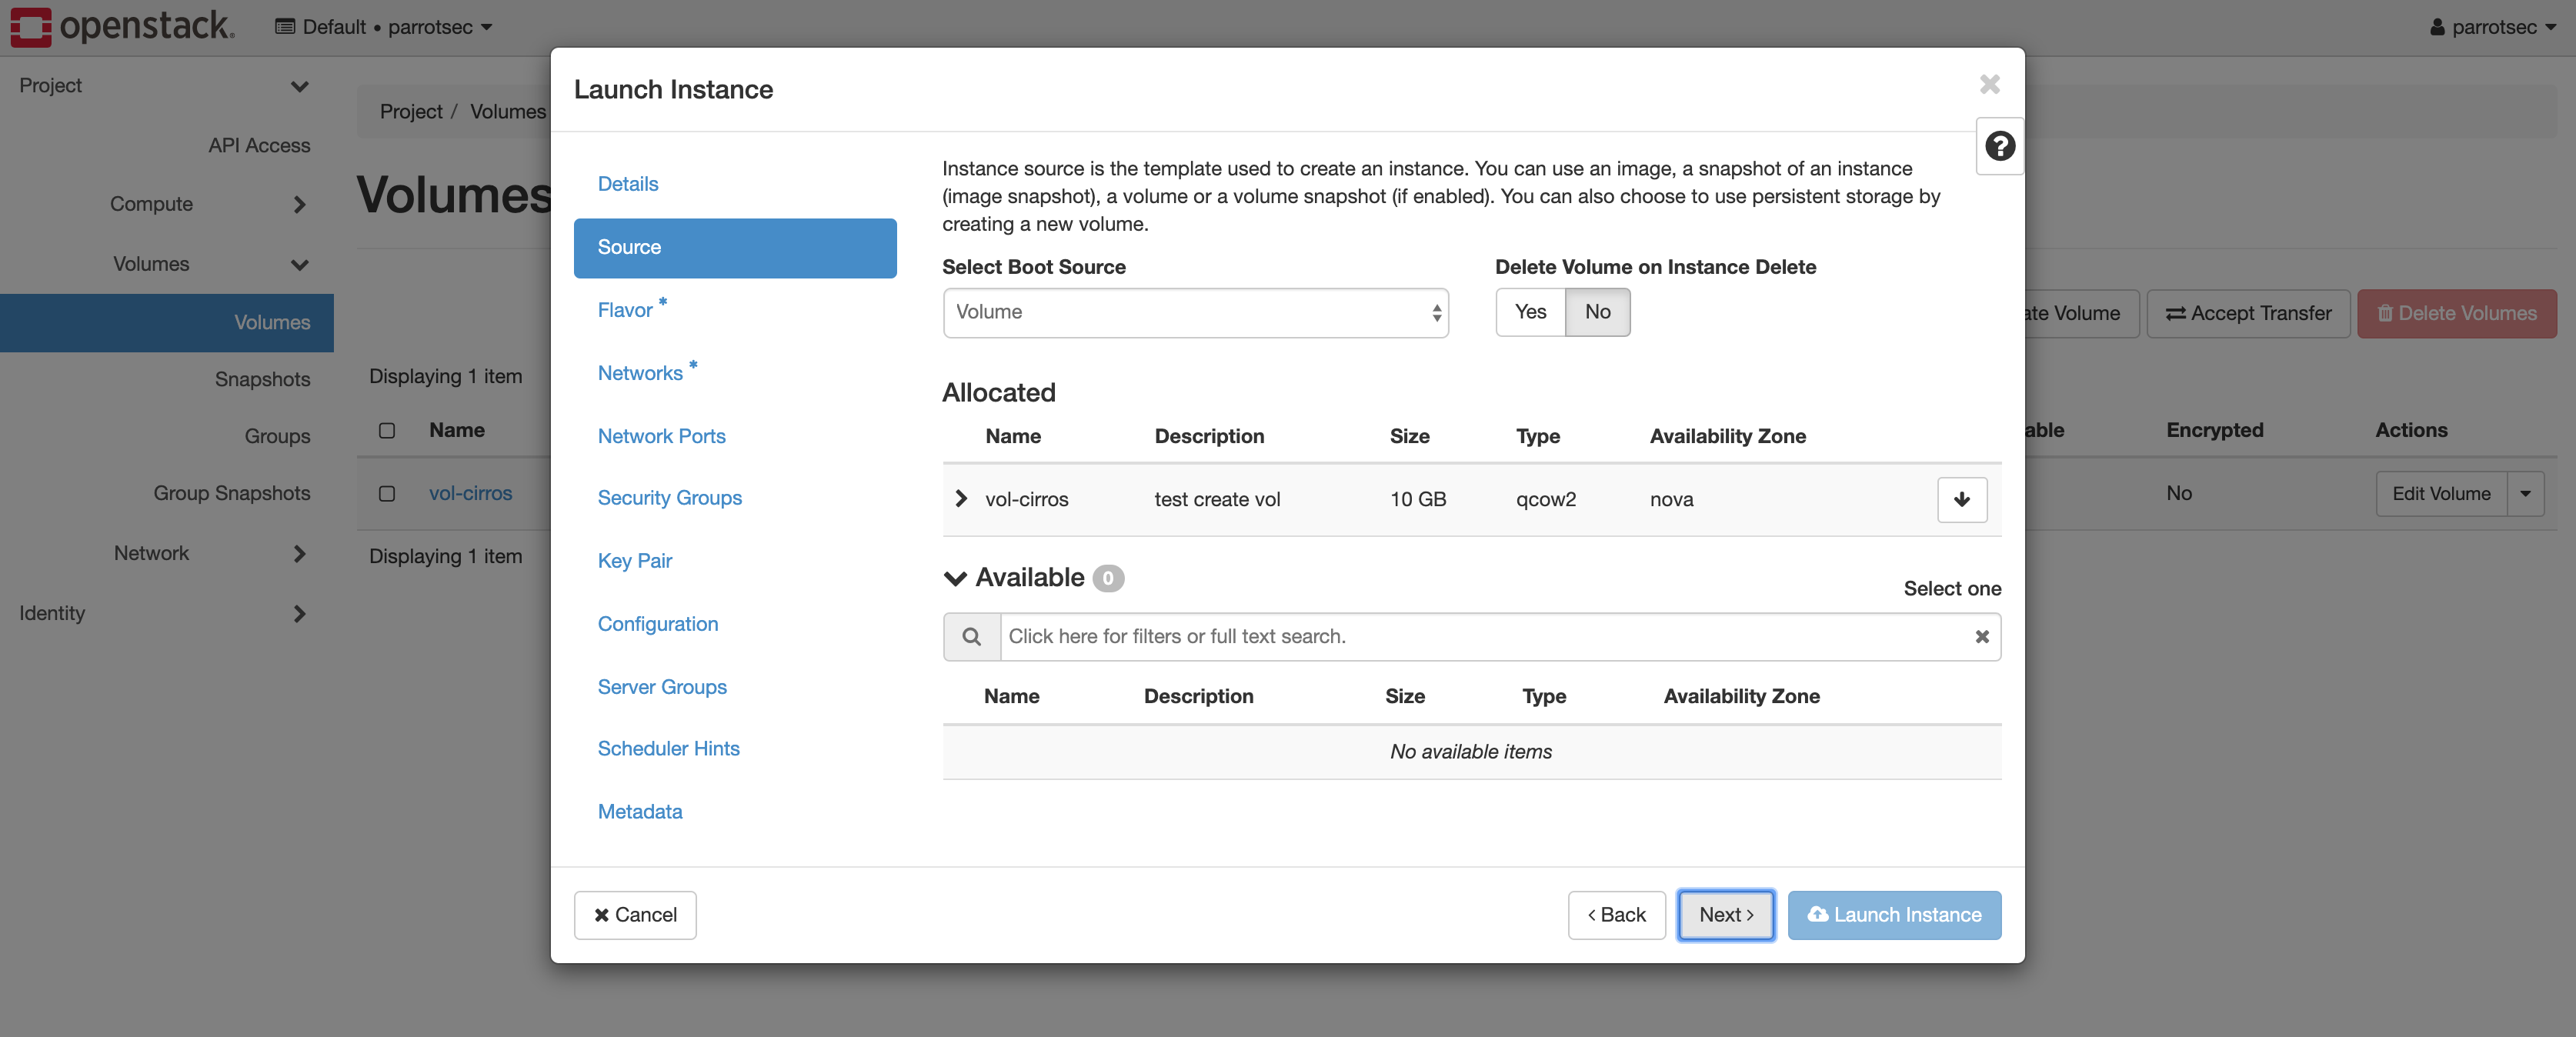 openstack.
Default • parrotsec
parrotsec
Project
API Access
Compute
Volumes
Volumes
Snapshots
Groups
Group Snapshots
Network
Identity
Project / Volumes
Volumes
Displaying 1 item
Name
vol-cirros
Displaying 1 item
ate Volume
Accept Transfer
Delete Volumes
able Encrypted Actions
No Edit Volume
Launch Instance
Details
Source
Flavor *
Networks *
Network Ports
Security Groups
Key Pair
Configuration
Server Groups
Scheduler Hints
Metadata
Instance source is the template used to create an instance. You can use an image, a snapshot of an instance
(image snapshot), a volume or a volume snapshot (if enabled). You can also choose to use persistent storage by
creating a new volume.
Select Boot Source Delete Volume on Instance Delete
Volume Yes No
Allocated
Name Description Size Type Availability Zone
vol-cirros test create vol 10 GB qcow2 nova
Available 0
Select one
Click here for filters or full text search.
Name Description Size Type Availability Zone
No available items
Cancel
Back
Next
Launch Instance